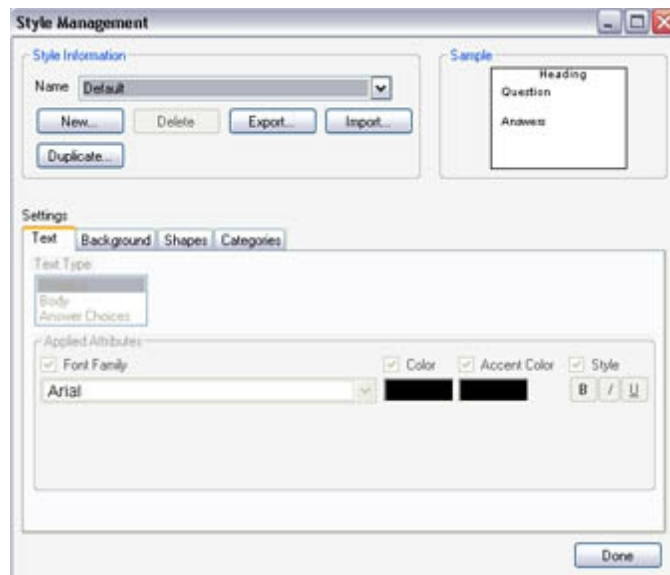 Style Management
Style Information
Name Default
New... Delete Export... Import...
Duplicate...
Sample
Heading
Question
Answers
Settings
Text Background Shapes Categories
Text Type
Body
Answer Choices
Applied Attributes
Font Family Color Accent Color Style
Arial B I U
Done